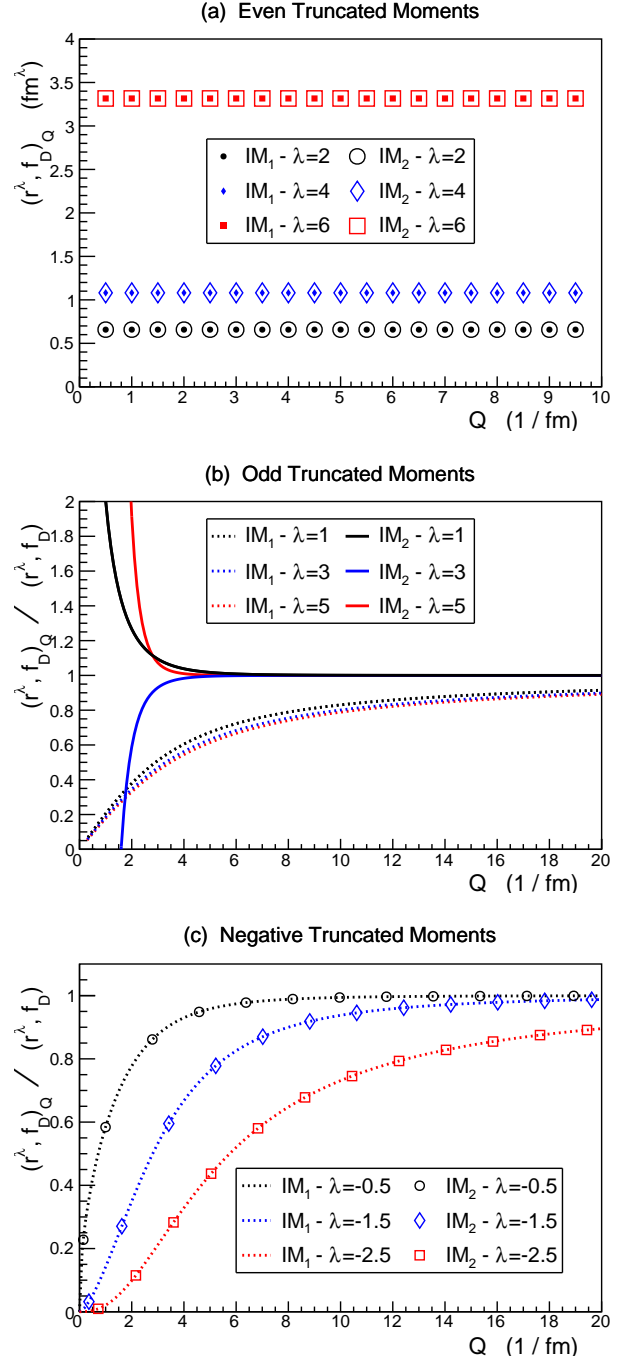 (a) Even Truncated Moments
(r^λ, f_D)_Q (fm^λ)
4
3.5
3
2.5
2
1.5
1
0.5
0
IM₁ - λ=2 IM₂ - λ=2
IM₁ - λ=4 IM₂ - λ=4
IM₁ - λ=6 IM₂ - λ=6
0 1 2 3 4 5 6 7 8 9 10
Q (1 / fm)
(b) Odd Truncated Moments
(r^λ, f_D)_Q / (r^λ, f_D)
2
1.8
1.6
1.4
1.2
1
0.8
0.6
0.4
0.2
0
IM₁ - λ=1 IM₂ - λ=1
IM₁ - λ=3 IM₂ - λ=3
IM₁ - λ=5 IM₂ - λ=5
0 2 4 6 8 10 12 14 16 18 20
Q (1 / fm)
(c) Negative Truncated Moments
(r^λ, f_D)_Q / (r^λ, f_D)
1
0.8
0.6
0.4
0.2
0
IM₁ - λ=-0.5 IM₂ - λ=-0.5
IM₁ - λ=-1.5 IM₂ - λ=-1.5
IM₁ - λ=-2.5 IM₂ - λ=-2.5
0 2 4 6 8 10 12 14 16 18 20
Q (1 / fm)